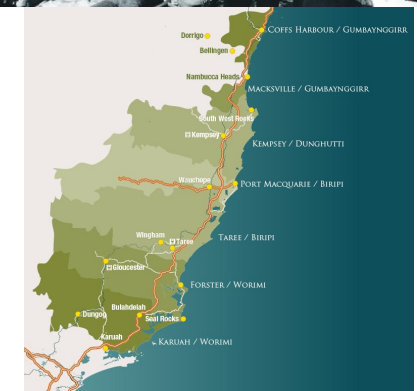 COFFS HARBOUR / GUMBAYNGGIRR
Dorrigo
Bellingen
Nambucca Heads
MACKSVILLE / GUMBAYNGGIRR
South West Rocks
Kempsey
KEMPSEY / DUNGHUTTI
Wauchope
PORT MACQUARIE / BIRIPI
Wingham
Taree
TAREE / BIRIPI
Gloucester
FORSTER / WORIMI
Bulahdelah
Dungog
Seal Rocks
Karuah
KARUAH / WORIMI